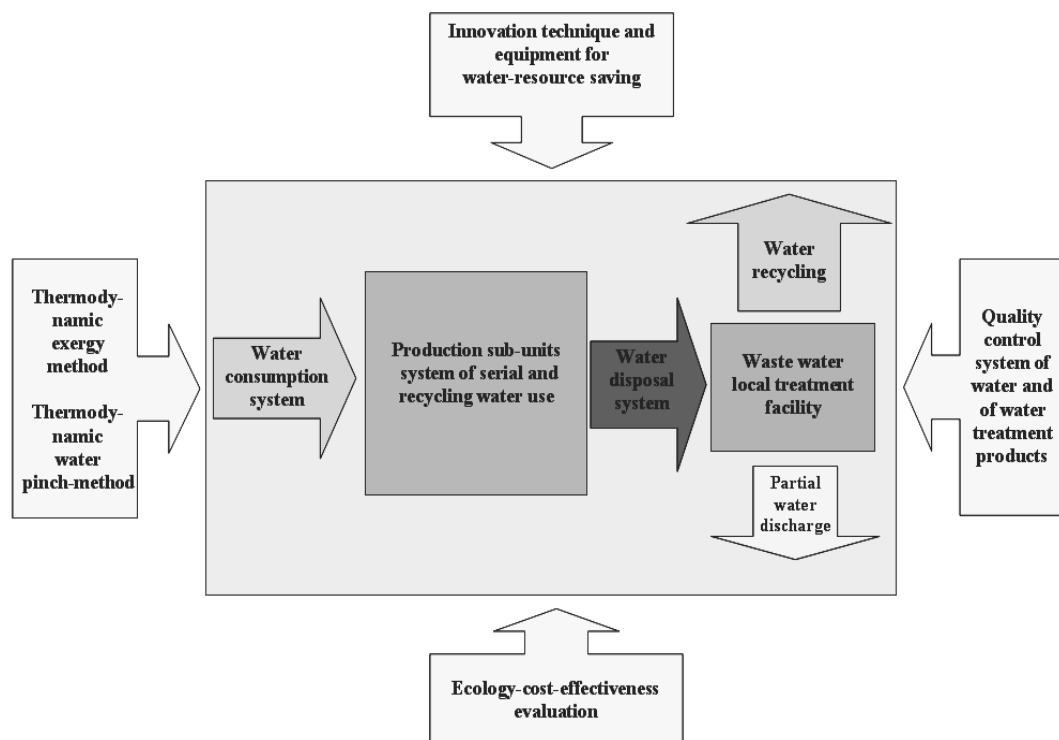 Innovation technique and
equipment for
water-resource saving
Thermody-
namic
exergy
method
Thermody-
namic
water
pinch-method
Water
consumption
system
Production sub-units
system of serial and
recycling water use
Water
disposal
system
Water
recycling
Waste water
local treatment
facility
Partial
water
discharge
Quality
control
system of
water and
of water
treatment
products
Ecology-cost-effectiveness
evaluation